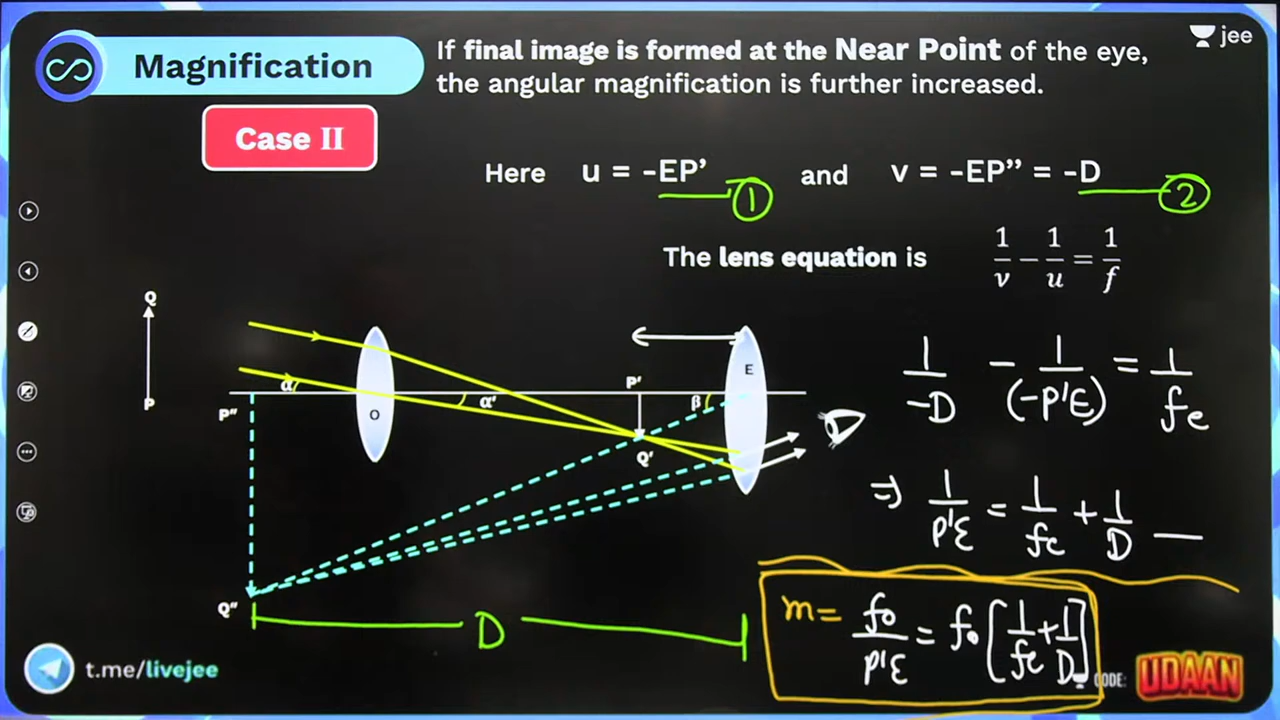 jee
Magnification
If final image is formed at the Near Point of the eye,
the angular magnification is further increased.
Case II
Here u = -EP’ ① and v = -EP” = -D ②
The lens equation is 1/v - 1/u = 1/f
Q
P
P"
α
O
α'
P'
Q'
β
E
Q"
D
1/-D - 1/(-P'E) = 1/fe
⇒ 1/P'E = 1/fe + 1/D —
m = fo/P'E = fo [1/fe + 1/D]
t.me/livejee
CODE: UDAAN